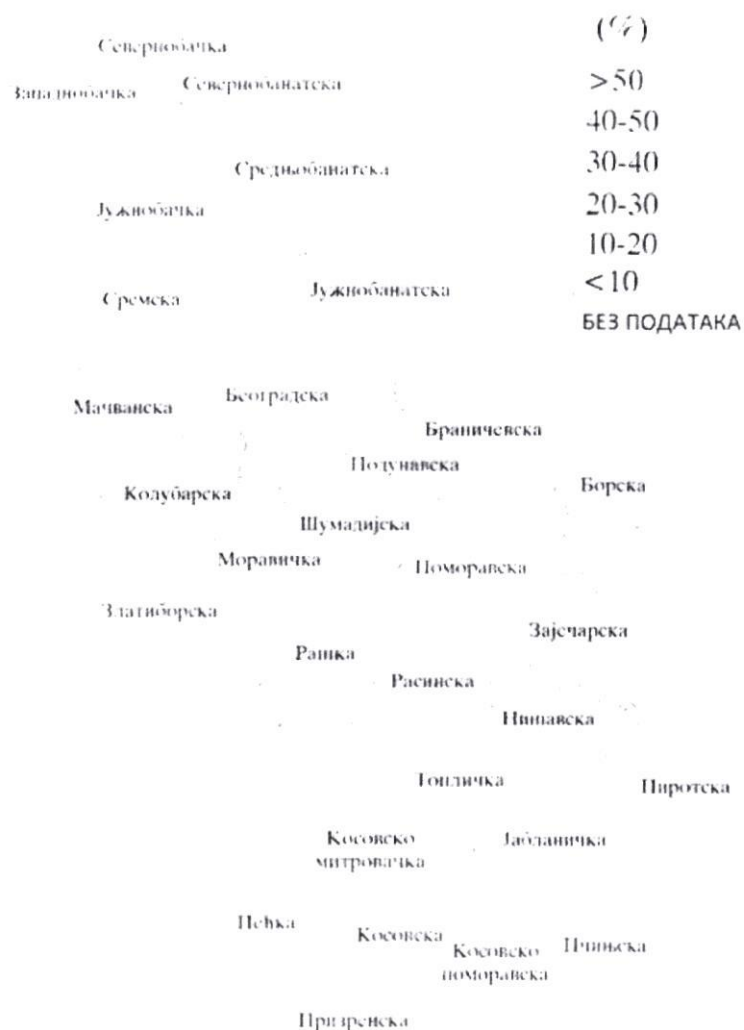 (%)
Севернобачка
>50
Западнобачка
Севернобанатска
40-50
Средњобанатска
30-40
Јужнобачка
20-30
10-20
Сремска
Јужнобанатска
<10
БЕЗ ПОДАТАКА
Мачванска
Београдска
Браничевска
Подунавска
Колубарска
Борска
Шумадијска
Моравичка
Поморавска
Златиборска
Зајечарска
Рашка
Расинска
Нишавска
Топличка
Пиротска
Косовско
митровачка
Јабланичка
Пећка
Косовска
Косовско
поморавска
Пчињска
Призренска